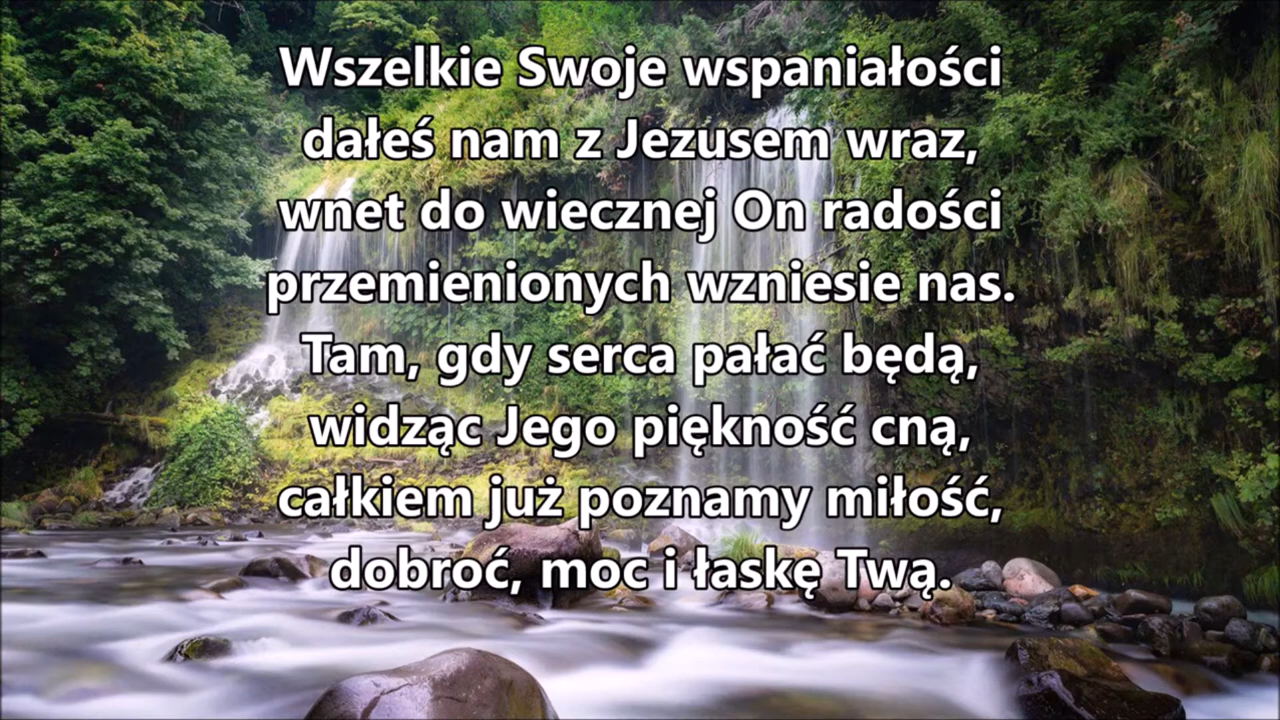 Wszelkie Swoje wspaniałości
dałeś nam z Jezusem wraz,
wnet do wiecznej On radości
przemienionych wzniesie nas.
Tam, gdy serca pałać będą,
widząc Jego piękność cną,
całkiem już poznamy miłość,
dobroć, moc i łaskę Twą.